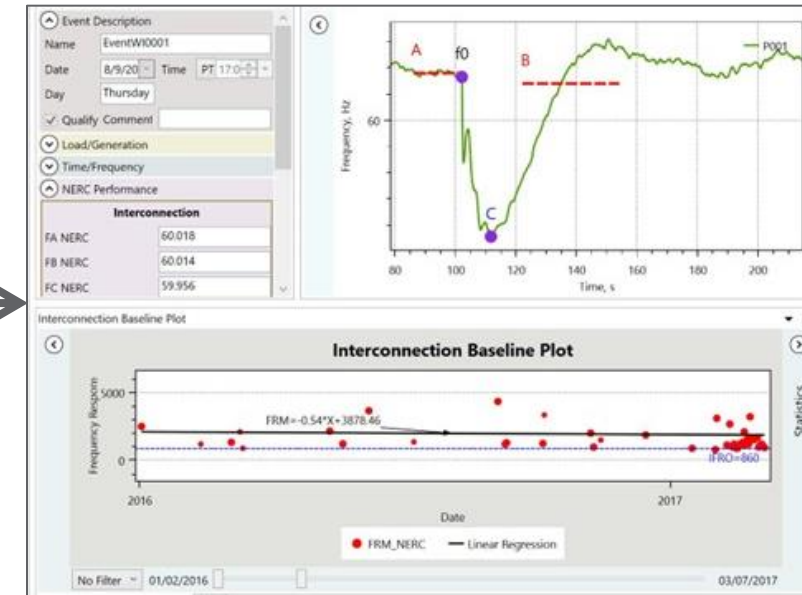 Event Description
Name EventWI0001
Date 8/9/20 Time PT 17:0
Day Thursday
Qualify Comment
Load/Generation
Time/Frequency
NERC Performance
Interconnection
FA NERC 60.018
FB NERC 60.014
FC NERC 59.956
A
f0
B
C
P001
Frequency, Hz
60
80 100 120 140 160 180 200
Time, s
Interconnection Baseline Plot
Interconnection Baseline Plot
Frequency Resporn
5000
0
FRM=-0.54*X+3878.46
IFRO=860
2016 2017
Date
FRM_NERC Linear Regression
Statistics
No Filter 01/02/2016 03/07/2017